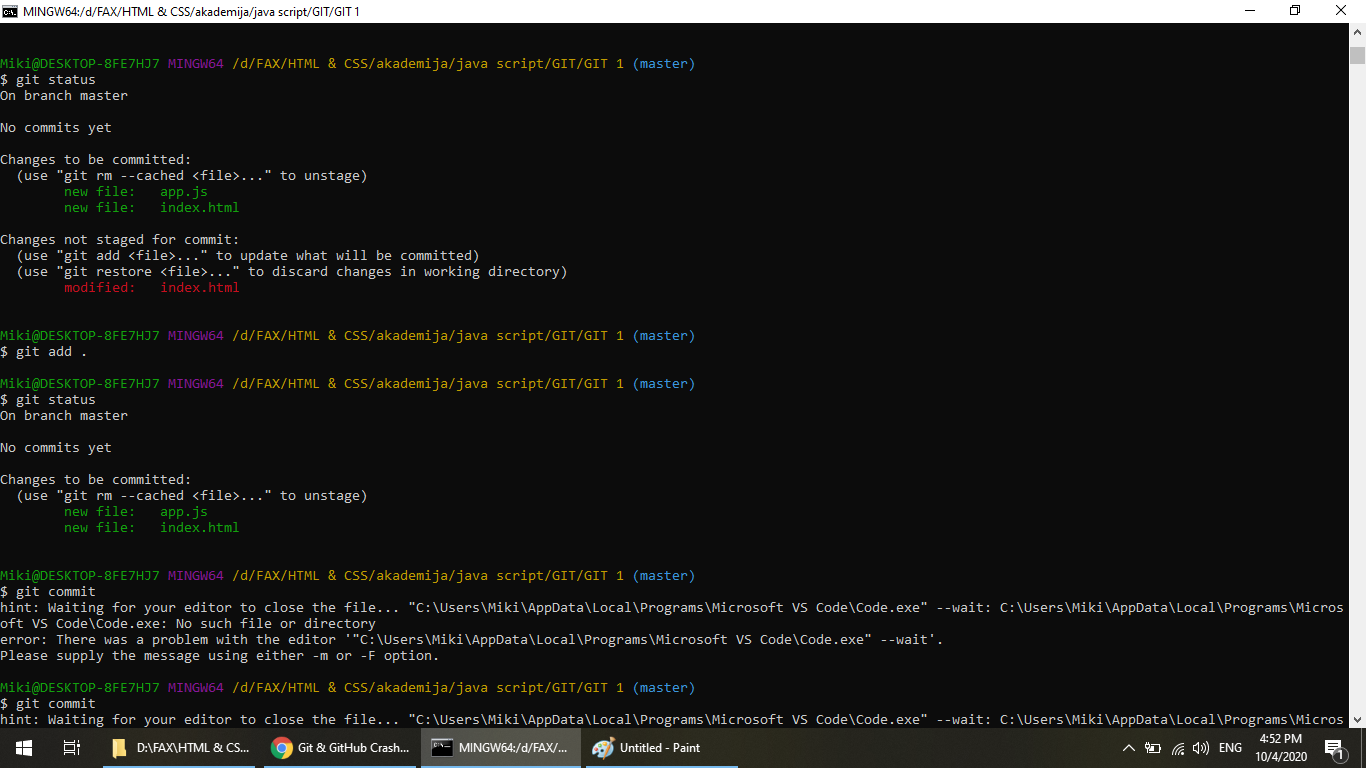 MINGW64:/d/FAX/HTML & CSS/akademija/java script/GIT/GIT 1
Miki@DESKTOP-8FE7HJ7 MINGW64 /d/FAX/HTML & CSS/akademija/java script/GIT/GIT 1 (master)
$ git status
On branch master
No commits yet
Changes to be committed:
  (use "git rm --cached <file>..." to unstage)
        new file:   app.js
        new file:   index.html
Changes not staged for commit:
  (use "git add <file>..." to update what will be committed)
  (use "git restore <file>..." to discard changes in working directory)
        modified:   index.html
Miki@DESKTOP-8FE7HJ7 MINGW64 /d/FAX/HTML & CSS/akademija/java script/GIT/GIT 1 (master)
$ git add .
Miki@DESKTOP-8FE7HJ7 MINGW64 /d/FAX/HTML & CSS/akademija/java script/GIT/GIT 1 (master)
$ git status
On branch master
No commits yet
Changes to be committed:
  (use "git rm --cached <file>..." to unstage)
        new file:   app.js
        new file:   index.html
Miki@DESKTOP-8FE7HJ7 MINGW64 /d/FAX/HTML & CSS/akademija/java script/GIT/GIT 1 (master)
$ git commit
hint: Waiting for your editor to close the file... "C:\Users\Miki\AppData\Local\Programs\Microsoft VS Code\Code.exe" --wait: C:\Users\Miki\AppData\Local\Programs\Micros
oft VS Code\Code.exe: No such file or directory
error: There was a problem with the editor '"C:\Users\Miki\AppData\Local\Programs\Microsoft VS Code\Code.exe" --wait'.
Please supply the message using either -m or -F option.
Miki@DESKTOP-8FE7HJ7 MINGW64 /d/FAX/HTML & CSS/akademija/java script/GIT/GIT 1 (master)
$ git commit
hint: Waiting for your editor to close the file... "C:\Users\Miki\AppData\Local\Programs\Microsoft VS Code\Code.exe" --wait: C:\Users\Miki\AppData\Local\Programs\Micros
D:\FAX\HTML & CS...
Git & GitHub Crash...
MINGW64:/d/FAX/...
Untitled - Paint
ENG
4:52 PM
10/4/2020
1